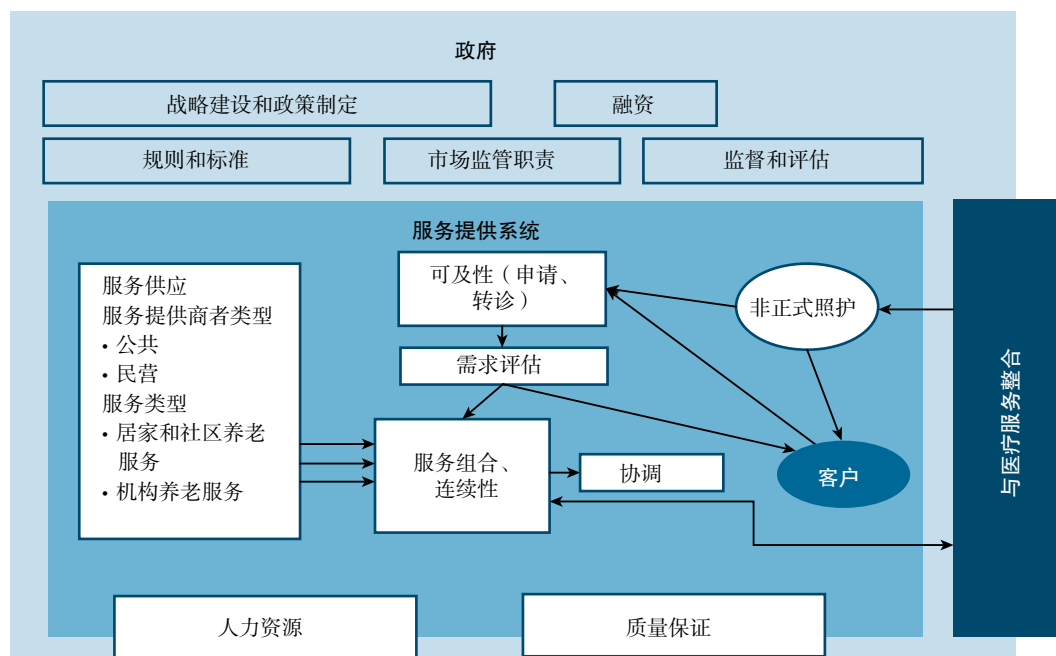 政府
战略建设和政策制定
融资
规则和标准
市场监管职责
监督和评估
服务提供系统
服务供应
服务提供商者类型
·公共
·民营
服务类型
·居家和社区养老
服务
·机构养老服务
可及性（申请、
转诊）
需求评估
服务组合、
连续性
协调
非正式照护
客户
与医疗服务整合
人力资源
质量保证